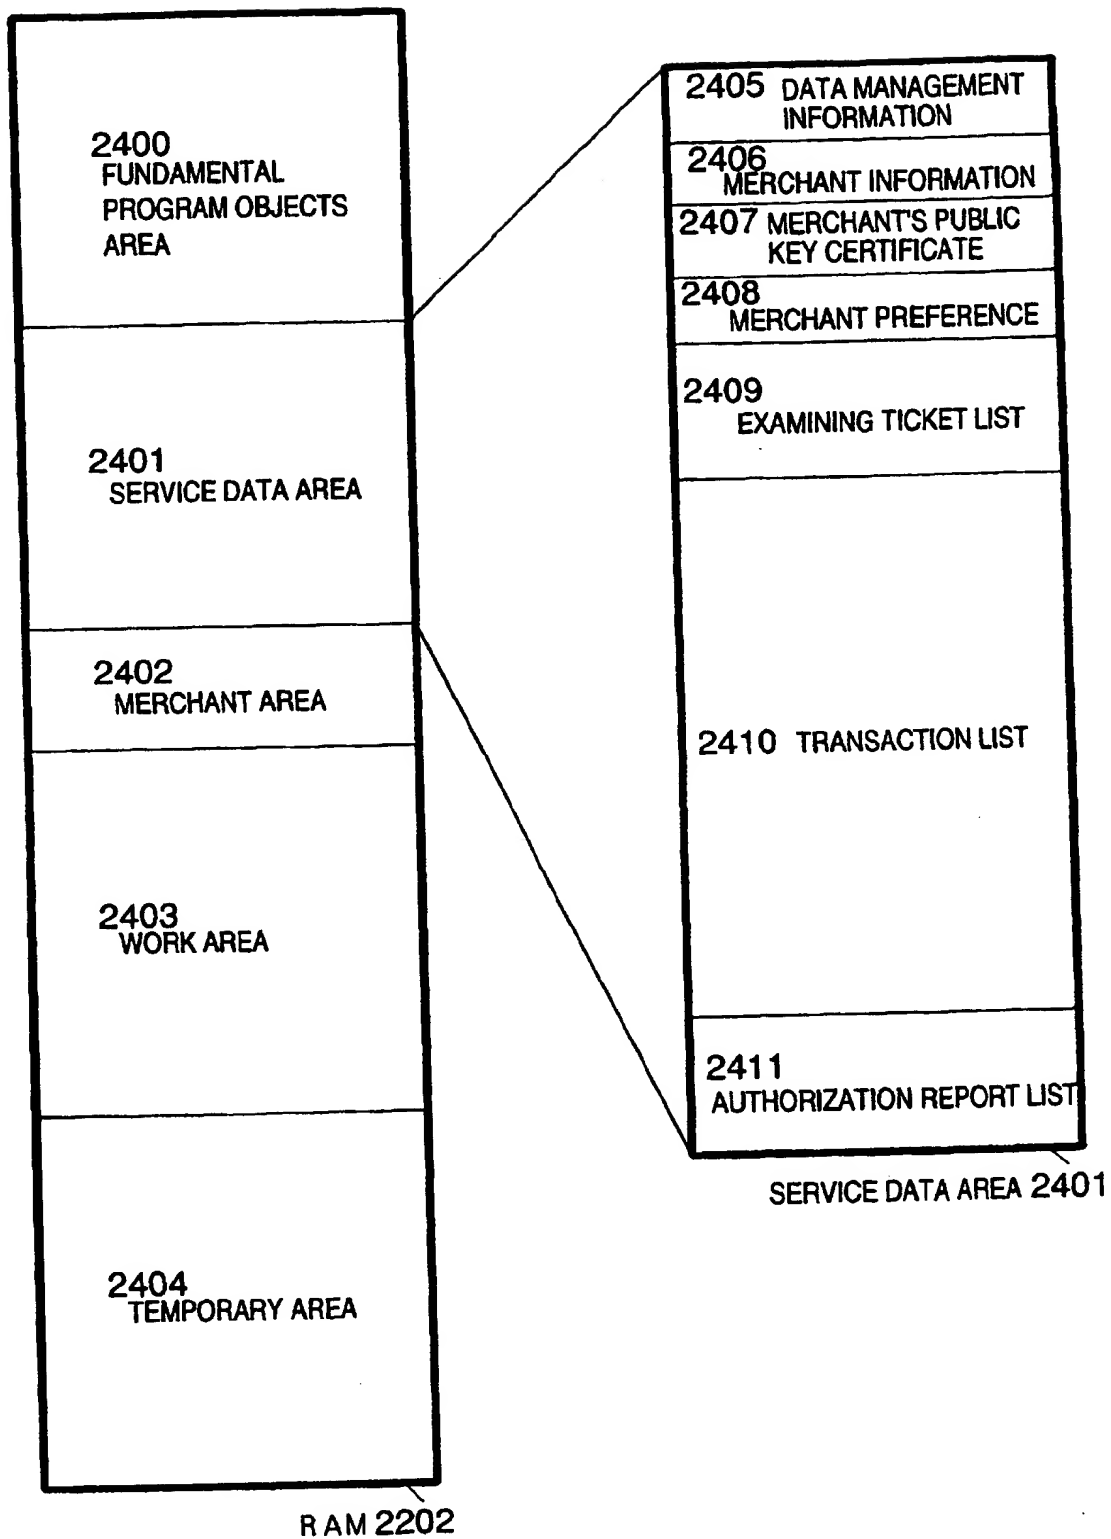 2400
FUNDAMENTAL
PROGRAM OBJECTS
AREA
2401
SERVICE DATA AREA
2402
MERCHANT AREA
2403
WORK AREA
2404
TEMPORARY AREA
RAM 2202
2405 DATA MANAGEMENT
INFORMATION
2406
MERCHANT INFORMATION
2407 MERCHANT'S PUBLIC
KEY CERTIFICATE
2408
MERCHANT PREFERENCE
2409
EXAMINING TICKET LIST
2410 TRANSACTION LIST
2411
AUTHORIZATION REPORT LIST
SERVICE DATA AREA 2401